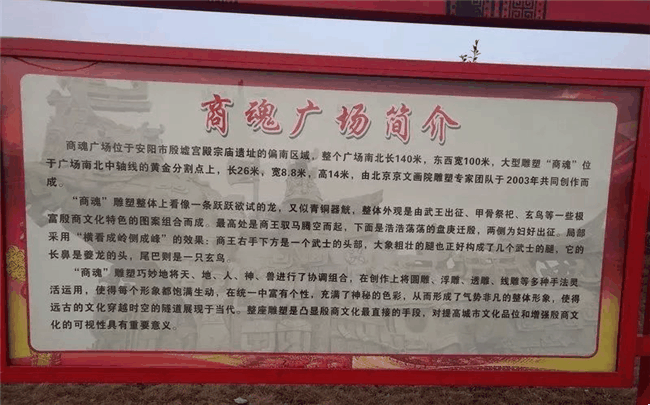 商魂广场简介
商魂广场位于安阳市殷墟宫殿宗庙遗址的偏南区域，整个广场南北长140米，东西宽100米，大型雕塑“商魂”位
于广场南北中轴线的黄金分割点上，长26米，宽8.8米，高14米，由北京京文画院雕塑专家团队于2003年共同创作而
成。
“商魂”雕塑整体上看像一条跃跃欲试的龙，又似青铜器觥，整体外观是由武王出征、甲骨祭祀、玄鸟等一些极
富殷商文化特色的图案组合而成。最高处是商王驭马腾空而起，下面是浩浩荡荡的盘庚迁殷，两侧为妇好出征。局部
采用“横看成岭侧成峰”的效果：商王右手下方是一个武士的头部，大象粗壮的腿也正好构成了几个武士的腿，它的
长鼻是夔龙的头，尾巴则是一只玄鸟。
“商魂”雕塑巧妙地将天、地、人、神、兽进行了协调组合，在创作上将圆雕、浮雕、透雕、线雕等多种手法灵
活运用，使得每个形象都饱满生动，在统一中富有个性，充满了神秘的色彩，从而形成了气势非凡的整体形象，使得
远古的文化穿越时空的隧道展现于当代。整座雕塑是凸显殷商文化最直接的手段，对提高城市文化品位和增强殷商文
化的可视性具有重要意义。